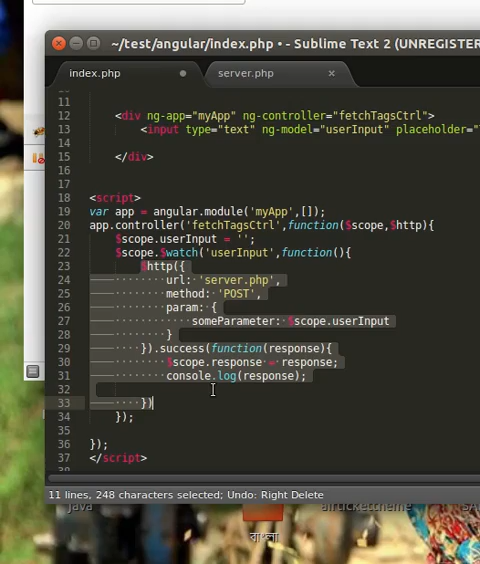 ~/test/angular/index.php • - Sublime Text 2 (UNREGISTER
index.php
server.php
11
12 <div ng-app="myApp" ng-controller="fetchTagsCtrl">
13 <input type="text" ng-model="userInput" placeholder=
14
15 </div>
16
17
18 <script>
19 var app = angular.module('myApp',[]);
20 app.controller('fetchTagsCtrl',function($scope,$http){
21 $scope.userInput = '';
22 $scope.$watch('userInput',function(){
23 $http({
24 url: 'server.php',
25 method: 'POST',
26 param: {
27 someParameter: $scope.userInput
28 }
29 }).success(function(response){
30 $scope.response = response;
31 console.log(response);
32
33 })
34 });
35
36 });
37 </script>
11 lines, 248 characters selected; Undo: Right Delete
java
airtickettheme
SA
বাংলা